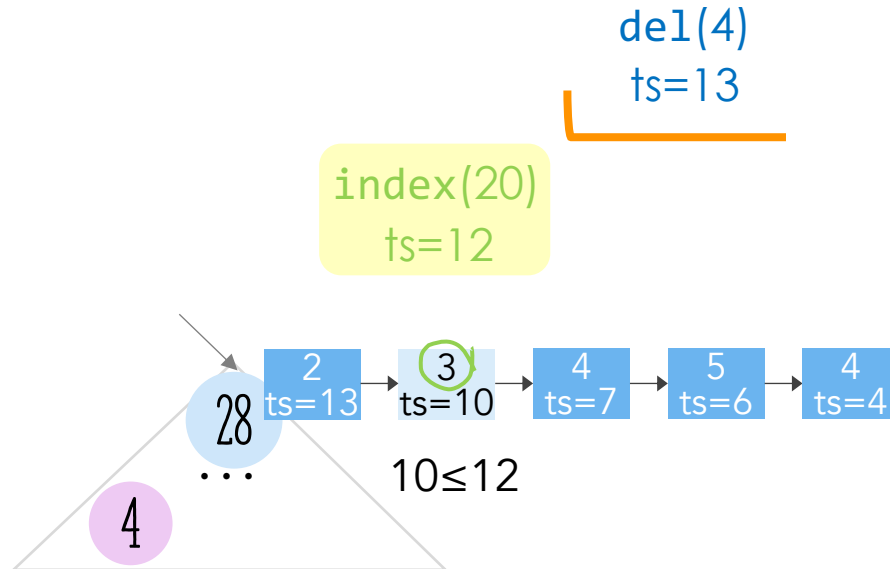 del(4)
ts=13
index(20)
ts=12
2
ts=13
3
ts=10
4
ts=7
5
ts=6
4
ts=4
28
...
10≤12
4